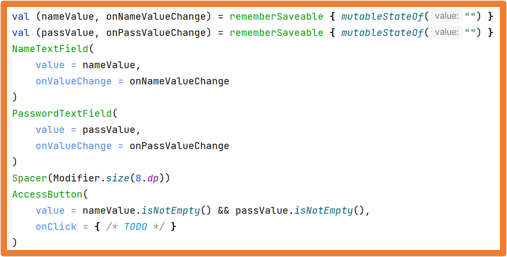 val (nameValue, onNameValueChange) = rememberSaveable { mutableStateOf( value: "") }
val (passValue, onPassValueChange) = rememberSaveable { mutableStateOf( value: "") }
NameTextField(
    value = nameValue,
    onValueChange = onNameValueChange
)
PasswordTextField(
    value = passValue,
    onValueChange = onPassValueChange
)
Spacer(Modifier.size(8.dp))
AccessButton(
    value = nameValue.isNotEmpty() && passValue.isNotEmpty(),
    onClick = { /* TODO */ }
)